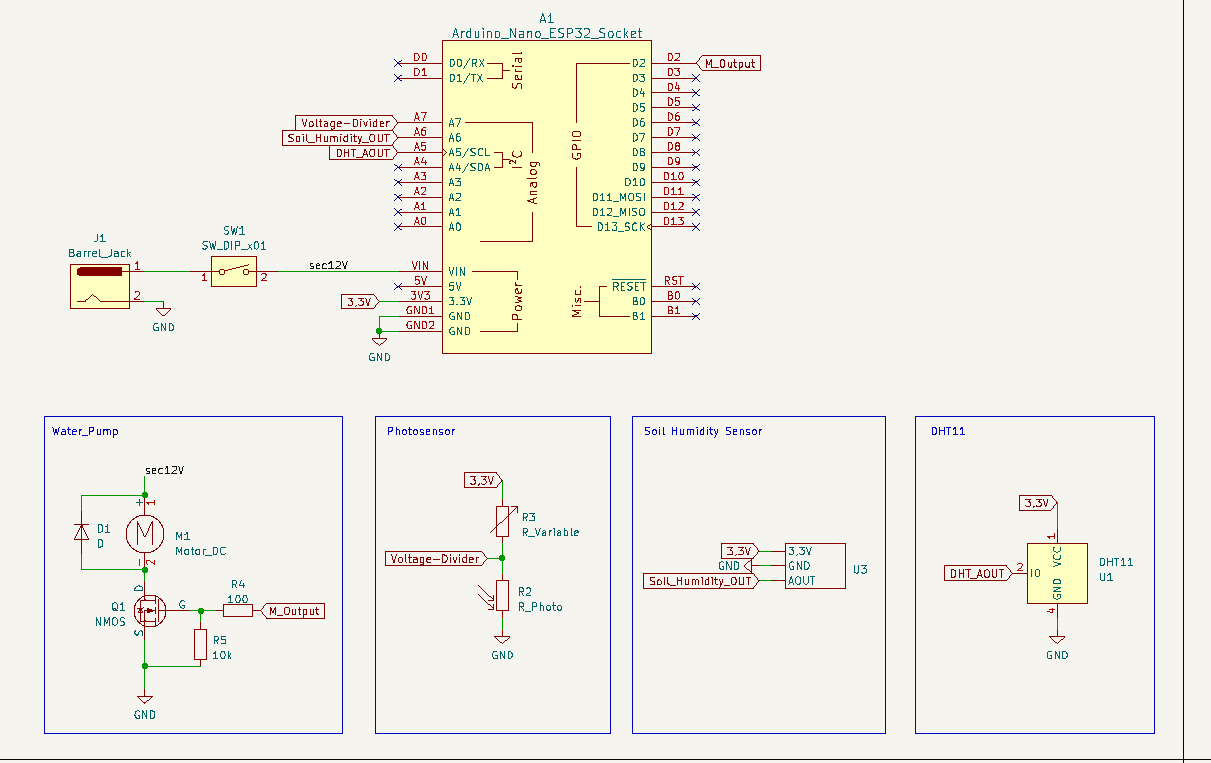 A1
Arduino_Nano_ESP32_Socket
D0 D0/RX
D1 D1/TX
Serial
Voltage-Divider A7 A7
Soil_Humidity_OUT A6 A6
DHT_AOUT A5 A5/SCL
A4 A4/SDA
I²C
A3 A3
A2 A2
A1 A1
A0 A0
Analog
D2 D2 M_Output
D3 D3
D4 D4
D5 D5
D6 D6
D7 D7
D8 D8
D9 D9
D10 D10
D11_MOSI D11
D12_MISO D12
D13_SCK D13
GPIO
J1
Barrel_Jack
1
2
GND
SW1
SW_DIP_x01
1 2
sec12V VIN VIN
5V 5V
3,3V 3V3 3.3V
GND1 GND
GND2 GND
GND
Power
Misc.
RESET RST
B0 B0
B1 B1
Water_Pump
sec12V
+ 1
D1
D
M
M1
Motor_DC
- 2
D
Q1
NMOS
G
S
R4
100
M_Output
R5
10k
GND
Photosensor
3,3V
R3
R_Variable
Voltage-Divider
R2
R_Photo
GND
Soil Humidity Sensor
3,3V 3,3V
GND GND
Soil_Humidity_OUT AOUT
U3
DHT11
3,3V
1
VCC
DHT_AOUT 2 IO
GND
4
DHT11
U1
GND